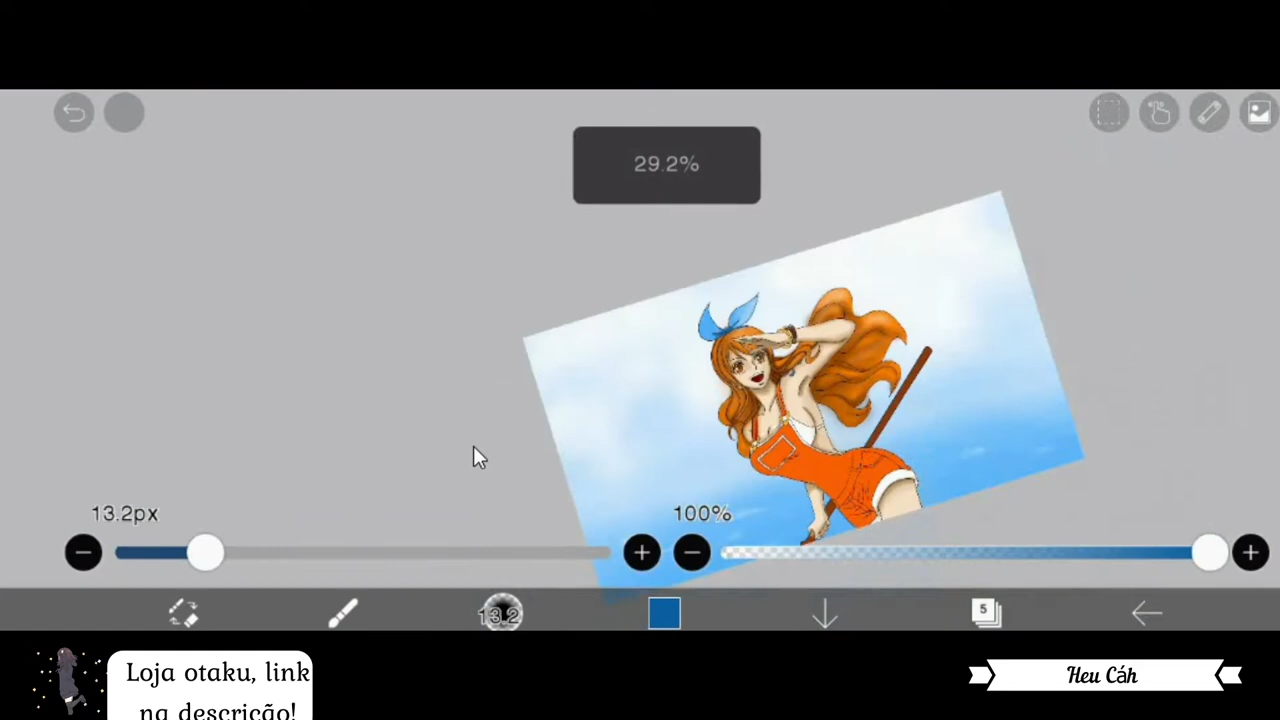 29.2%
13.2px
100%
13.2
5
Loja otaku, link
na descrição!
Heu Cáh